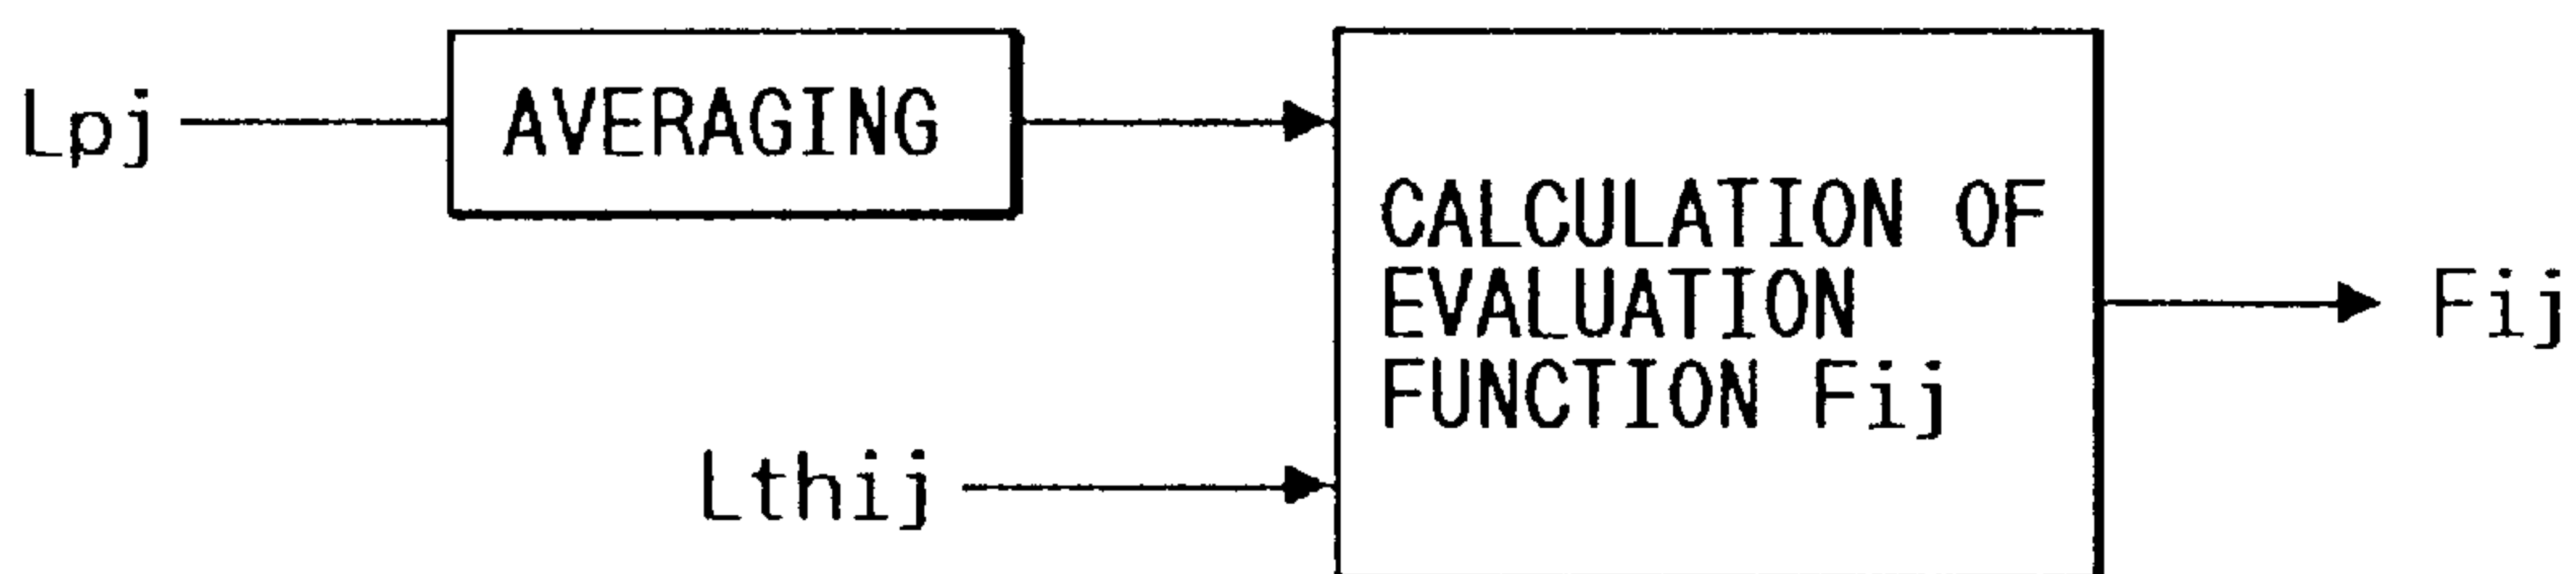 Lpj
AVERAGING
CALCULATION OF
EVALUATION
FUNCTION Fij
Fij
Lthij